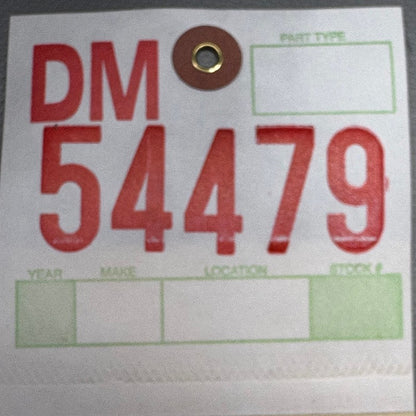 PART TYPE
DM
54479
YEAR MAKE LOCATION STOCK #